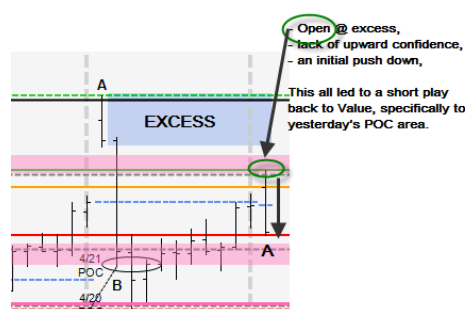 - Open @ excess,
- lack of upward confidence,
- an initial push down,
This all led to a short play
back to Value, specifically to
yesterday's POC area.
A
EXCESS
A
4/21
POC
B
4/20
POC